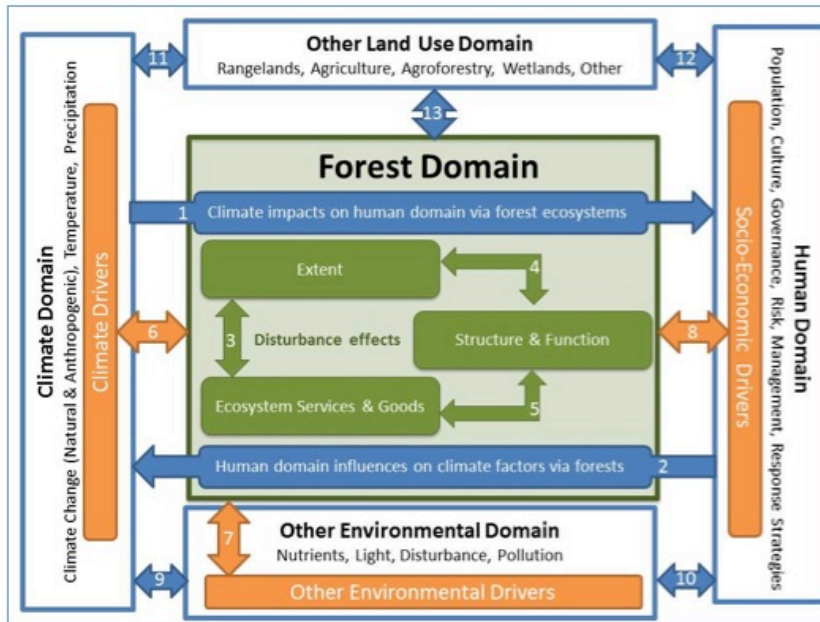 Other Land Use Domain
Rangelands, Agriculture, Agroforestry, Wetlands, Other
11
12
13
Climate Domain
Climate Change (Natural & Anthropogenic), Temperature, Precipitation
Climate Drivers
Forest Domain
1
Climate impacts on human domain via forest ecosystems
Extent
4
6
3
Disturbance effects
Structure & Function
8
Ecosystem Services & Goods
5
Human domain influences on climate factors via forests
2
Socio-Economic Drivers
Human Domain
Population, Culture, Governance, Risk, Management, Response Strategies
7
Other Environmental Domain
Nutrients, Light, Disturbance, Pollution
9
10
Other Environmental Drivers